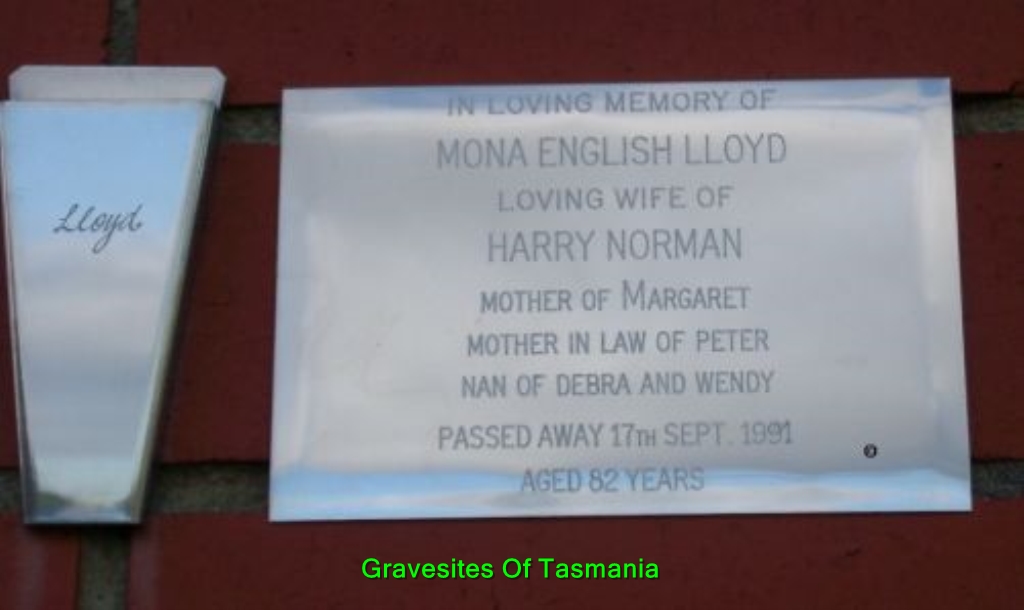 Lloyd
IN LOVING MEMORY OF
MONA ENGLISH LLOYD
LOVING WIFE OF
HARRY NORMAN
MOTHER OF MARGARET
MOTHER IN LAW OF PETER
NAN OF DEBRA AND WENDY
PASSED AWAY 17TH SEPT. 1991
AGED 82 YEARS
Gravesites Of Tasmania